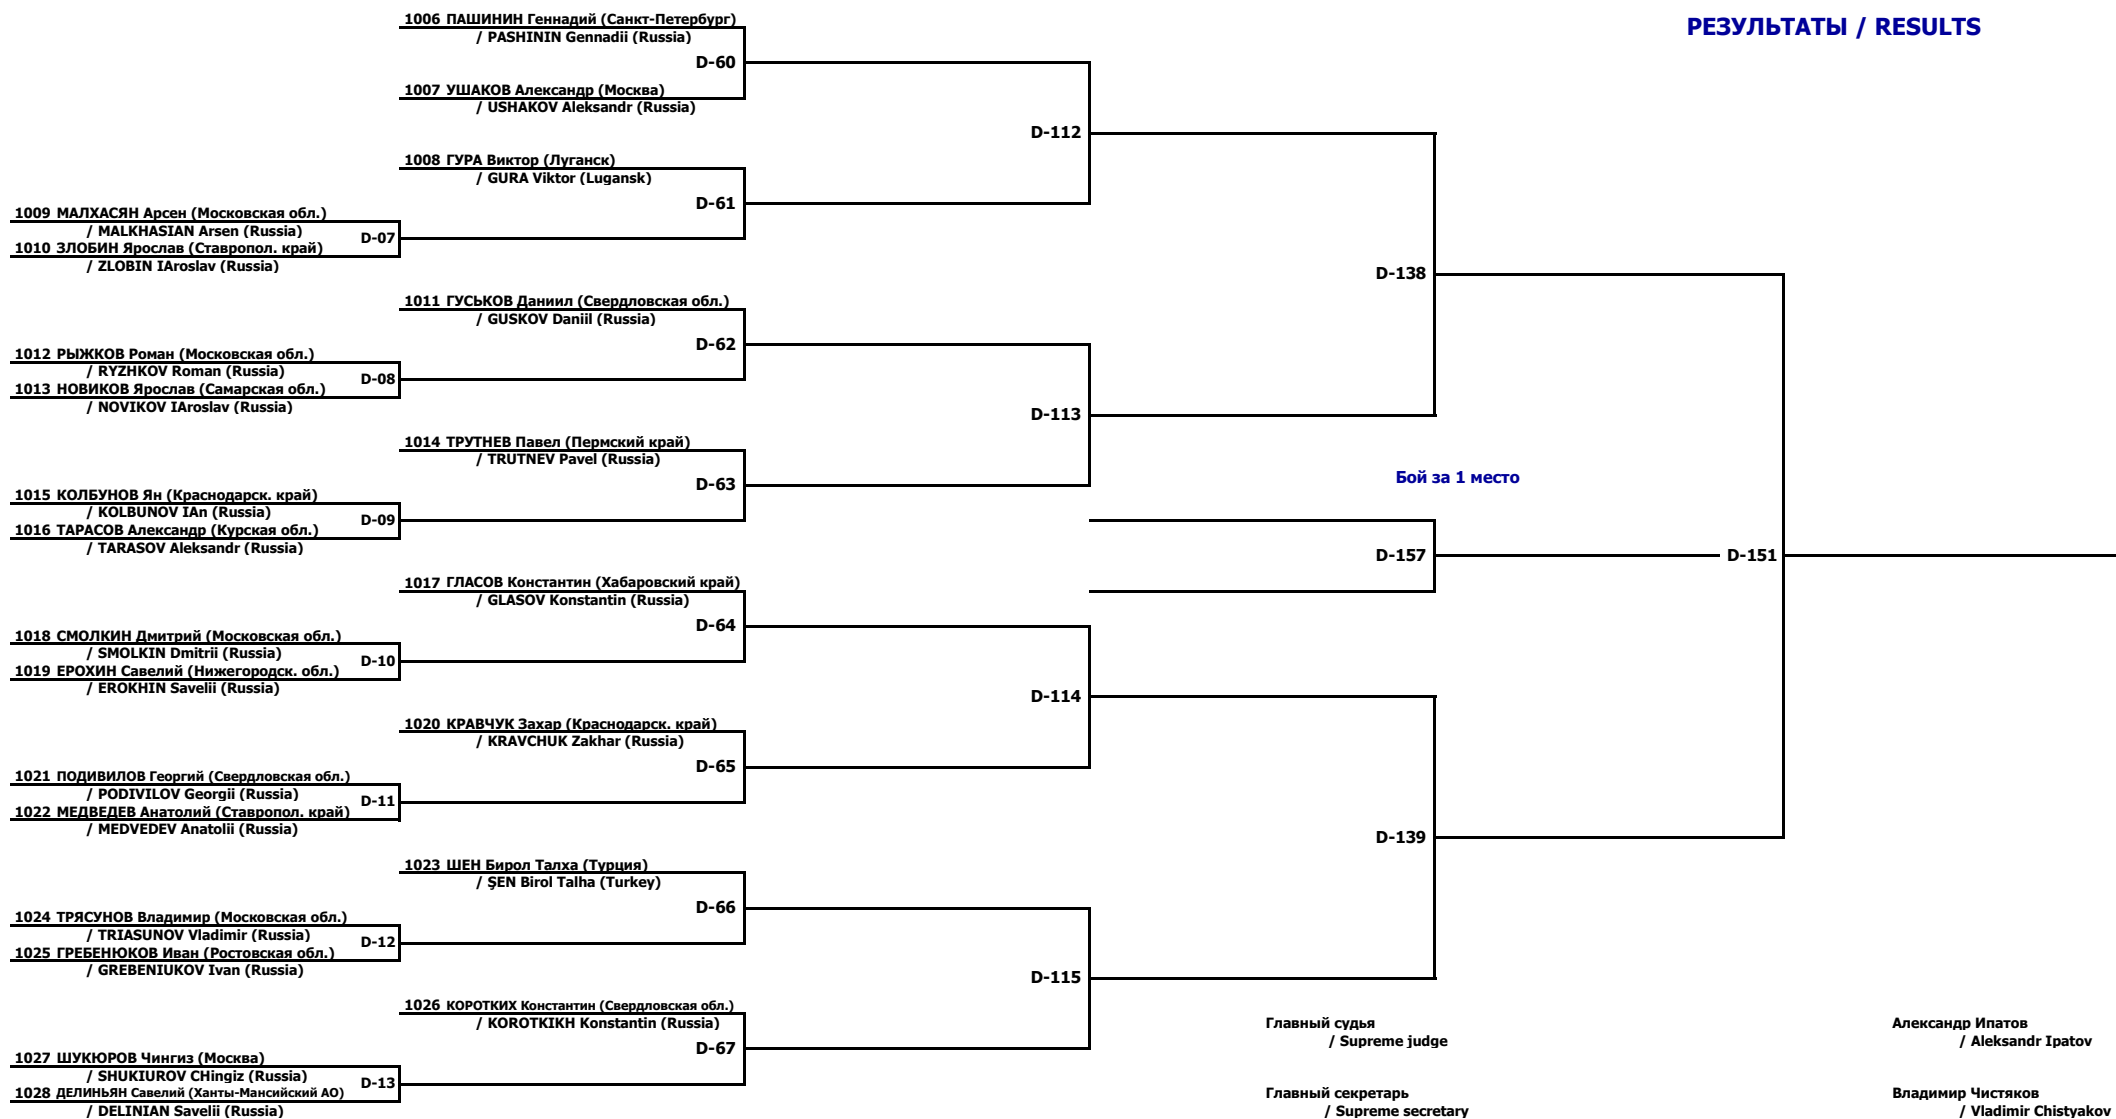 РЕЗУЛЬТАТЫ / RESULTS
1006 ПАШИНИН Геннадий (Санкт-Петербург)
/ PASHININ Gennadii (Russia)
D-60
1007 УШАКОВ Александр (Москва)
/ USHAKOV Aleksandr (Russia)
D-112
1008 ГУРА Виктор (Луганск)
/ GURA Viktor (Lugansk)
D-61
1009 МАЛХАСЯН Арсен (Московская обл.)
/ MALKHASIAN Arsen (Russia)
D-07
1010 ЗЛОБИН Ярослав (Ставропол. край)
/ ZLOBIN IAroslav (Russia)
D-138
1011 ГУСЬКОВ Даниил (Свердловская обл.)
/ GUSKOV Daniil (Russia)
D-62
1012 РЫЖКОВ Роман (Московская обл.)
/ RYZHKOV Roman (Russia)
D-08
1013 НОВИКОВ Ярослав (Самарская обл.)
/ NOVIKOV IAroslav (Russia)
D-113
1014 ТРУТНЕВ Павел (Пермский край)
/ TRUTNEV Pavel (Russia)
D-63
Бой за 1 место
1015 КОЛБУНОВ Ян (Краснодарск. край)
/ KOLBUNOV IAn (Russia)
D-09
1016 ТАРАСОВ Александр (Курская обл.)
/ TARASOV Aleksandr (Russia)
D-157
D-151
1017 ГЛАСОВ Константин (Хабаровский край)
/ GLASOV Konstantin (Russia)
D-64
1018 СМОЛКИН Дмитрий (Московская обл.)
/ SMOLKIN Dmitrii (Russia)
D-10
1019 ЕРОХИН Савелий (Нижегородск. обл.)
/ EROKHIN Savelii (Russia)
D-114
1020 КРАВЧУК Захар (Краснодарск. край)
/ KRAVCHUK Zakhar (Russia)
D-65
1021 ПОДИВИЛОВ Георгий (Свердловская обл.)
/ PODIVILOV Georgii (Russia)
D-11
1022 МЕДВЕДЕВ Анатолий (Ставропол. край)
/ MEDVEDEV Anatolii (Russia)
D-139
1023 ШЕН Бирол Талха (Турция)
/ ŞEN Birol Talha (Turkey)
D-66
1024 ТРЯСУНОВ Владимир (Московская обл.)
/ TRIASUNOV Vladimir (Russia)
D-12
1025 ГРЕБЕНЮКОВ Иван (Ростовская обл.)
/ GREBENIUKOV Ivan (Russia)
D-115
1026 КОРОТКИХ Константин (Свердловская обл.)
/ KOROTKIKH Konstantin (Russia)
D-67
1027 ШУКЮРОВ Чингиз (Москва)
/ SHUKIUROV CHingiz (Russia)
D-13
1028 ДЕЛИНЬЯН Савелий (Ханты-Мансийский АО)
/ DELINIAN Savelii (Russia)
Главный судья
/ Supreme judge
Александр Ипатов
/ Aleksandr Ipatov
Главный секретарь
/ Supreme secretary
Владимир Чистяков
/ Vladimir Chistyakov